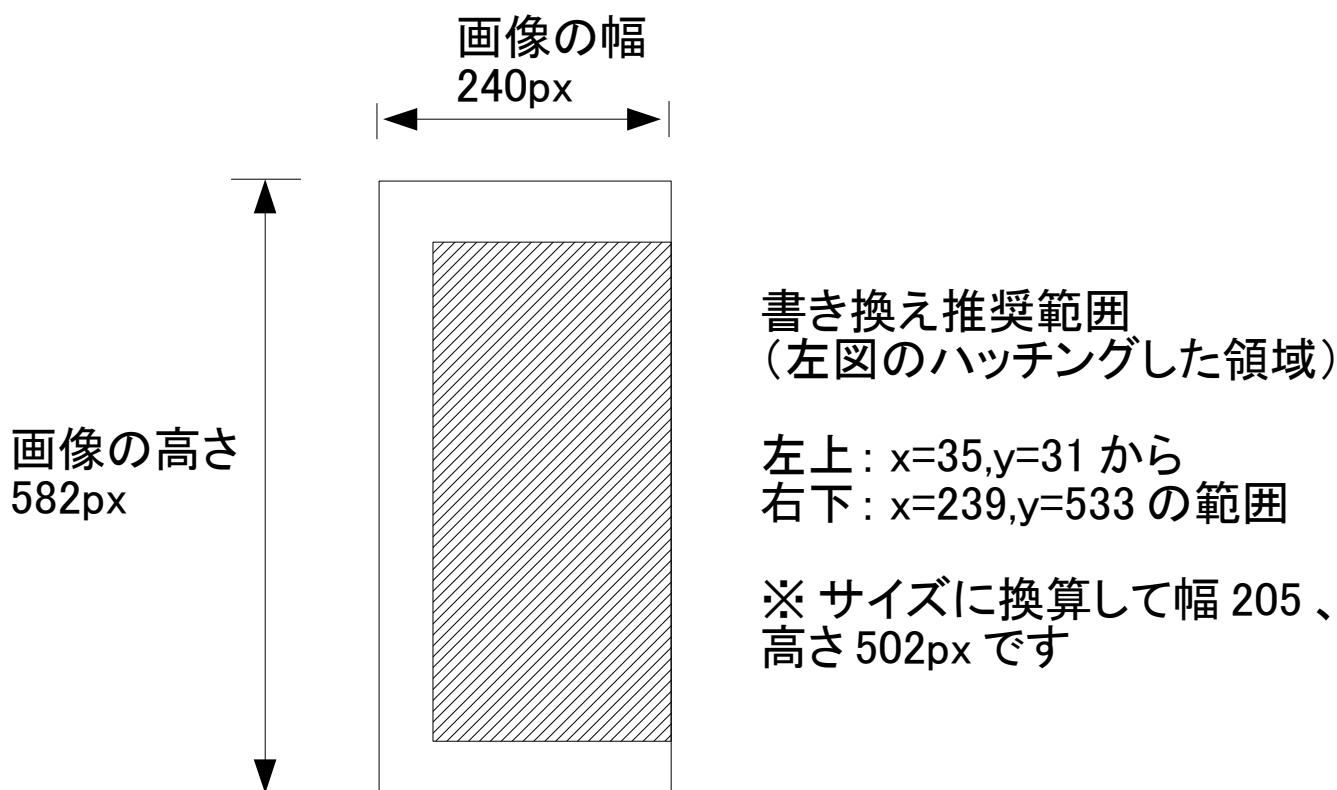 画像の幅
240px
画像の高さ
582px
書き換え推奨範囲
（左図のハッチングした領域）
左上：x=35,y=31 から
右下：x=239,y=533 の範囲
※ サイズに換算して幅 205 、
高さ 502px です